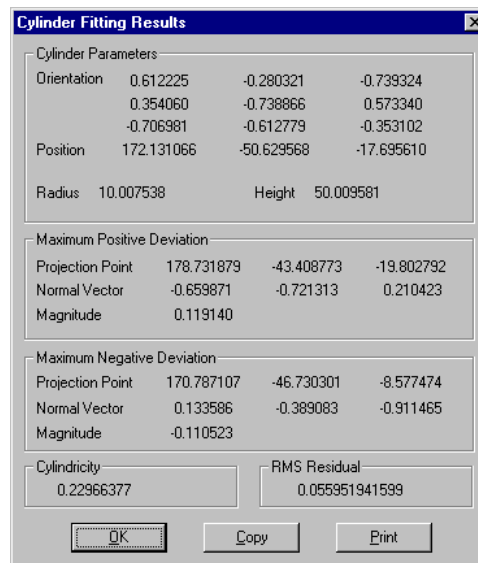 Cylinder Fitting Results
Cylinder Parameters
Orientation 0.612225 -0.280321 -0.739324
0.354060 -0.738866 0.573340
-0.706981 -0.612779 -0.353102
Position 172.131066 -50.629568 -17.695610
Radius 10.007538 Height 50.009581
Maximum Positive Deviation
Projection Point 178.731879 -43.408773 -19.802792
Normal Vector -0.659871 -0.721313 0.210423
Magnitude 0.119140
Maximum Negative Deviation
Projection Point 170.787107 -46.730301 -8.577474
Normal Vector 0.133586 -0.389083 -0.911465
Magnitude -0.110523
Cylindricity RMS Residual
0.22966377 0.055951941599
OK Copy Print